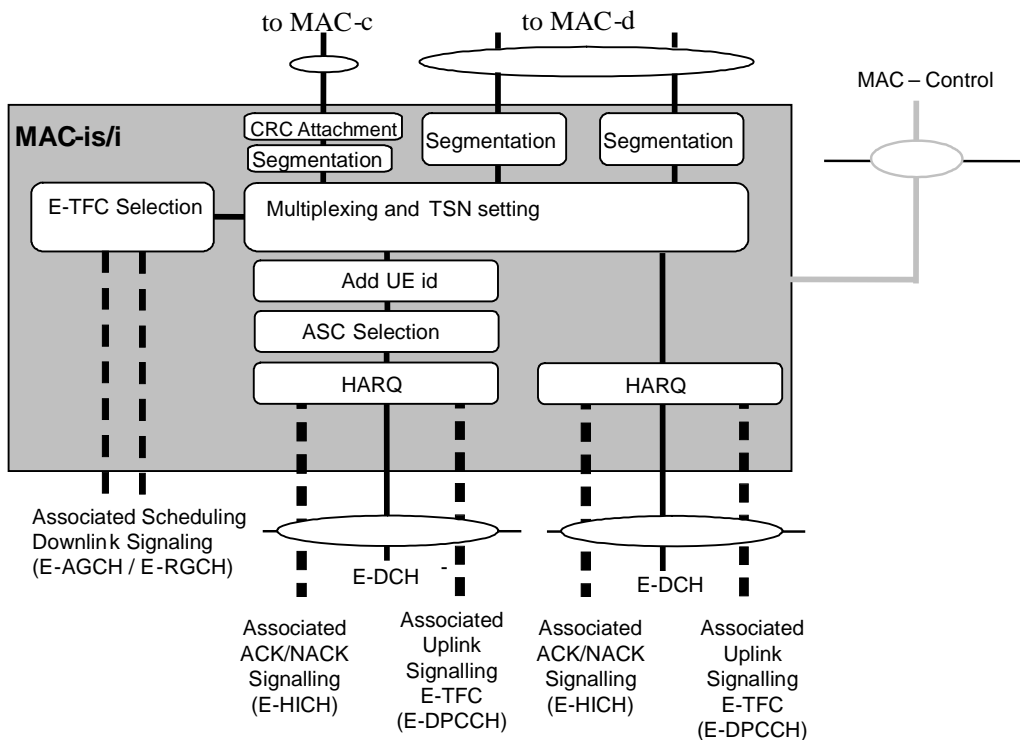 to MAC-c
to MAC-d
MAC – Control
MAC-is/i
CRC Attachment
Segmentation
Segmentation
Segmentation
E-TFC Selection
Multiplexing and TSN setting
Add UE id
ASC Selection
HARQ
HARQ
Associated Scheduling
Downlink Signaling
(E-AGCH / E-RGCH)
E-DCH
-
E-DCH
Associated
ACK/NACK
Signalling
(E-HICH)
Associated
Uplink
Signalling
E-TFC
(E-DPCCH)
Associated
ACK/NACK
Signalling
(E-HICH)
Associated
Uplink
Signalling
E-TFC
(E-DPCCH)